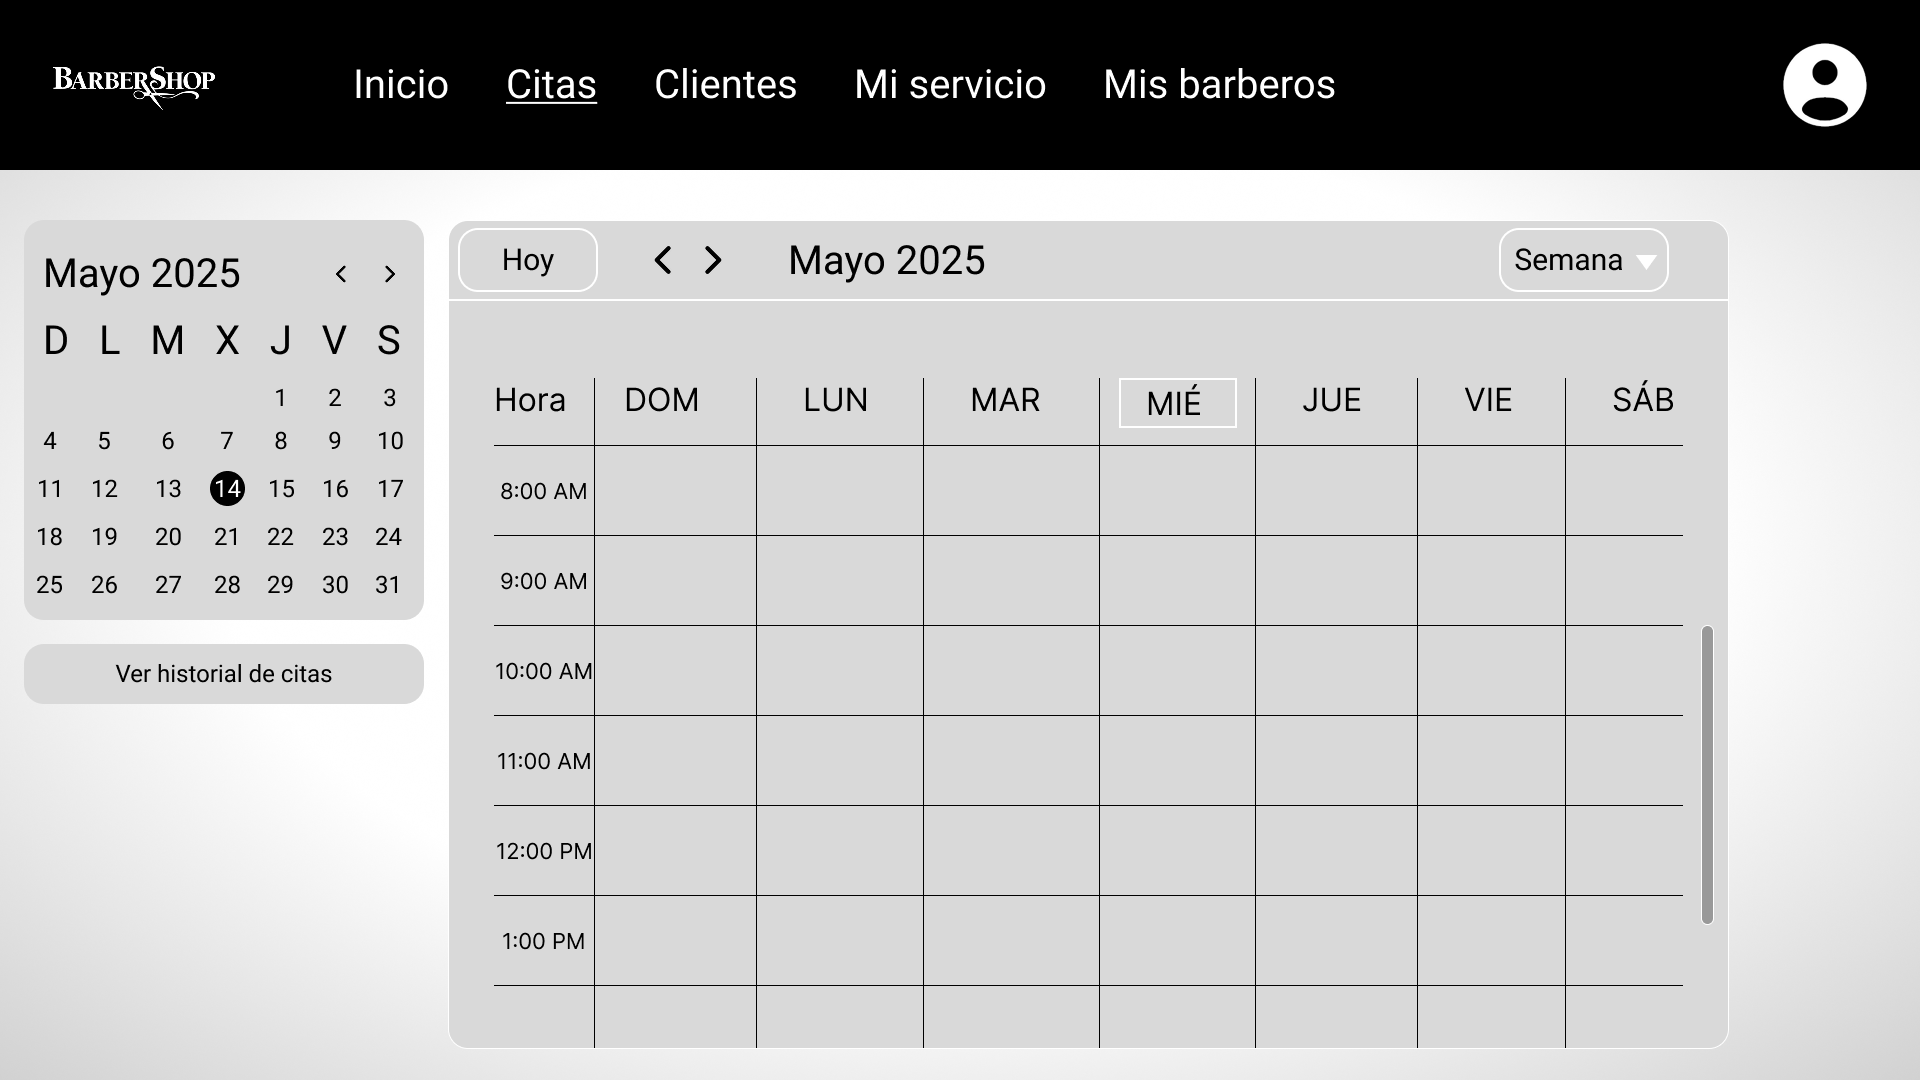 BARBERSHOP
Inicio Citas Clientes Mi servicio Mis barberos
Mayo 2025
D L M X J V S
1 2 3
4 5 6 7 8 9 10
11 12 13 14 15 16 17
18 19 20 21 22 23 24
25 26 27 28 29 30 31
Ver historial de citas
Hoy Mayo 2025 Semana
Hora DOM LUN MAR MIÉ JUE VIE SÁB
8:00 AM
9:00 AM
10:00 AM
11:00 AM
12:00 PM
1:00 PM